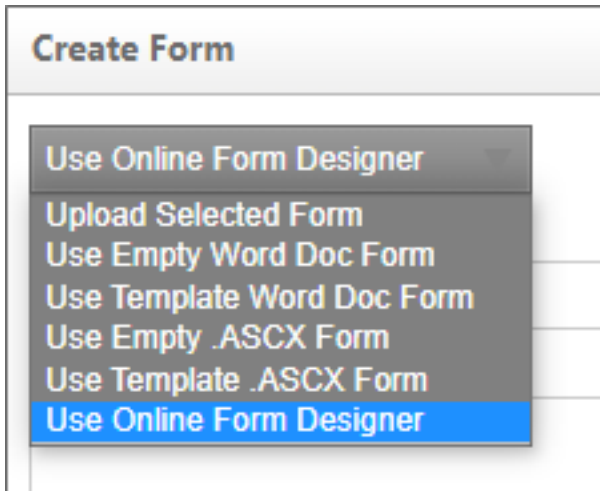 Create Form
Use Online Form Designer
Upload Selected Form
Use Empty Word Doc Form
Use Template Word Doc Form
Use Empty .ASCX Form
Use Template .ASCX Form
Use Online Form Designer